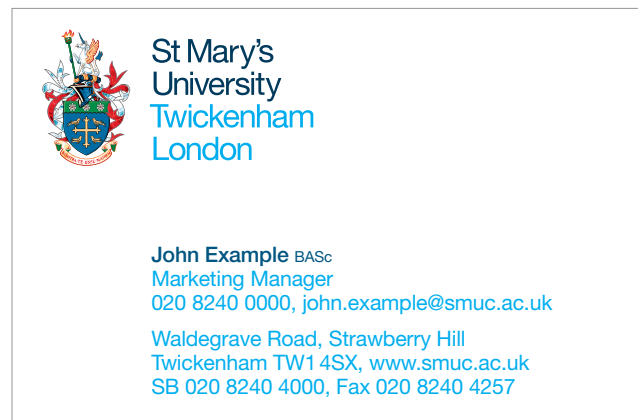 St Mary's
University
Twickenham
London
John Example BASc
Marketing Manager
020 8240 0000, john.example@smuc.ac.uk
Waldegrave Road, Strawberry Hill
Twickenham TW1 4SX, www.smuc.ac.uk
SB 020 8240 4000, Fax 020 8240 4257